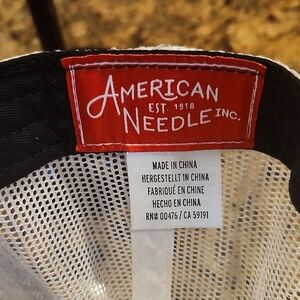 AMERICAN
EST. 1918
NEEDLE INC.
MADE IN CHINA
HERGESTELLT IN CHINA
FABRIQUÉ EN CHINE
HECHO EN CHINA
RN# 00476 / CA 59191